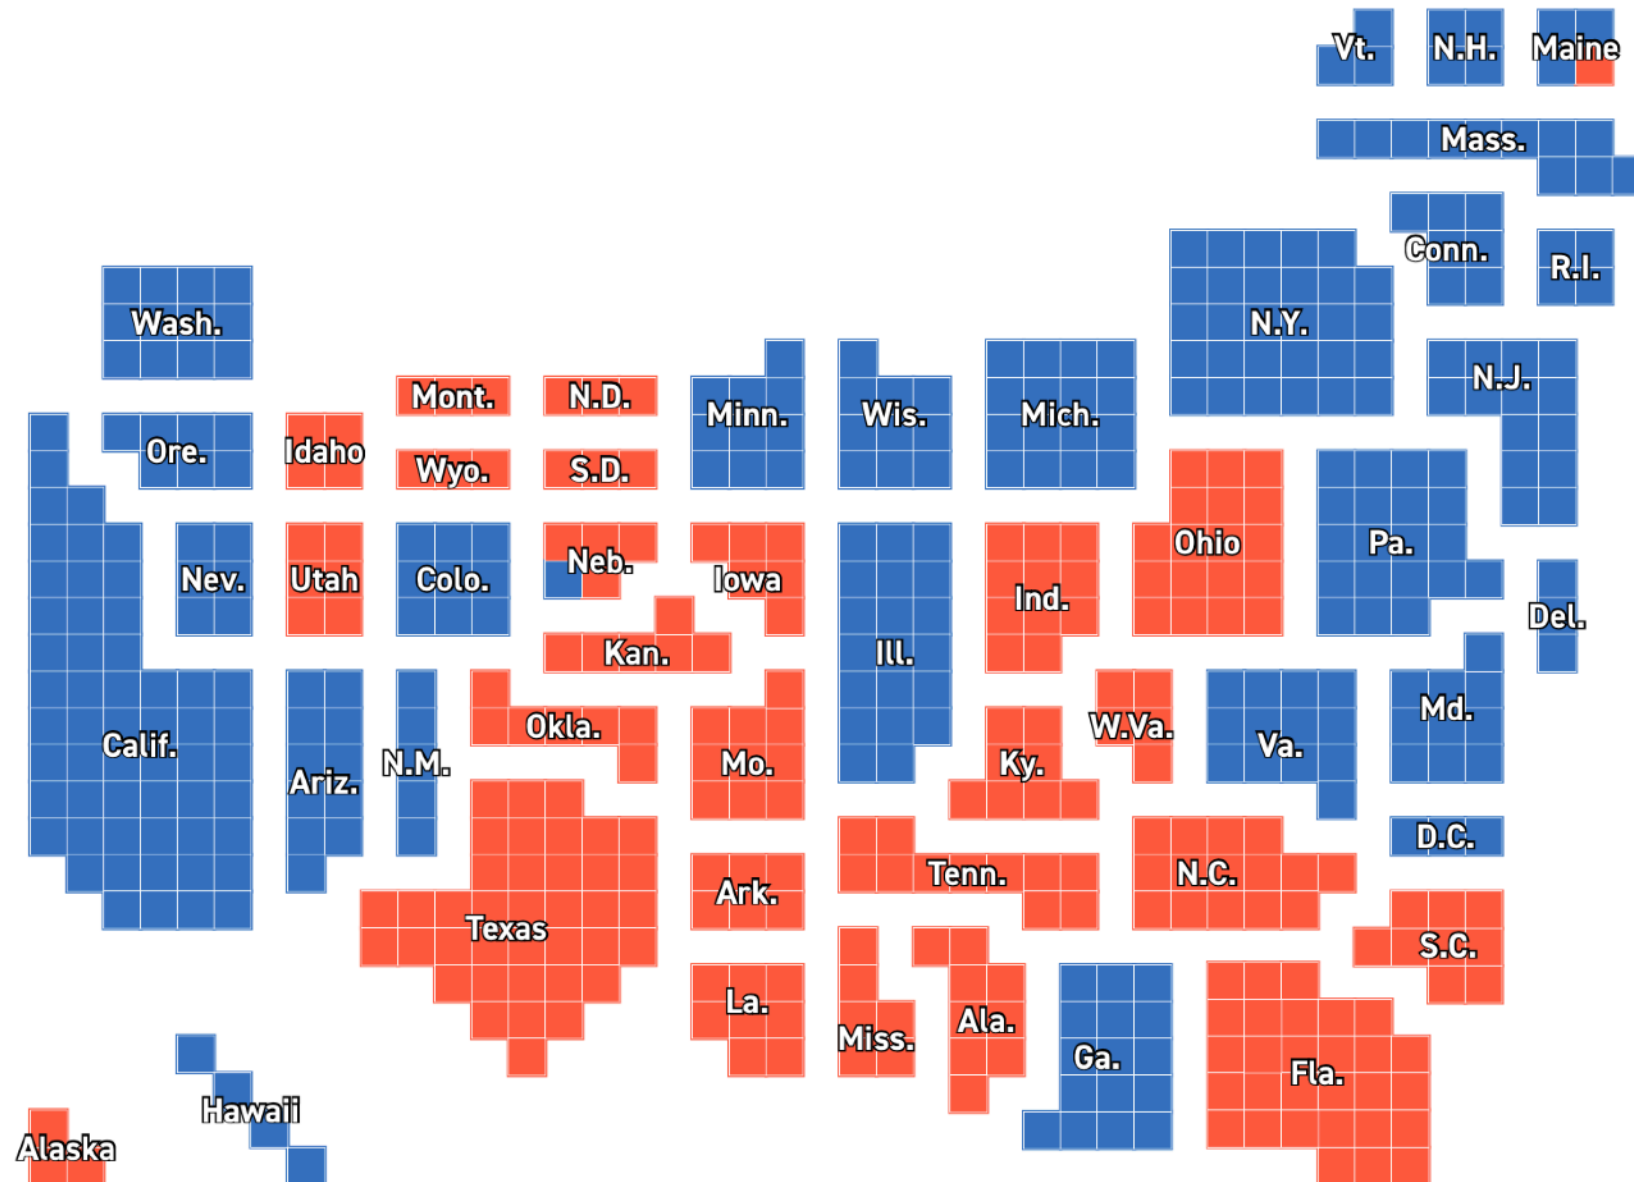 Vt.
N.H.
Maine
Mass.
Conn.
R.I.
Wash.
N.Y.
N.J.
Mont.
N.D.
Minn.
Wis.
Mich.
Ore.
Idaho
Wyo.
S.D.
Nev.
Utah
Colo.
Neb.
Iowa
Ind.
Ohio
Pa.
Del.
Kan.
Ill.
Calif.
Ariz.
N.M.
Okla.
Mo.
Ky.
W.Va.
Va.
Md.
D.C.
Texas
Ark.
Tenn.
N.C.
S.C.
La.
Miss.
Ala.
Ga.
Fla.
Hawaii
Alaska